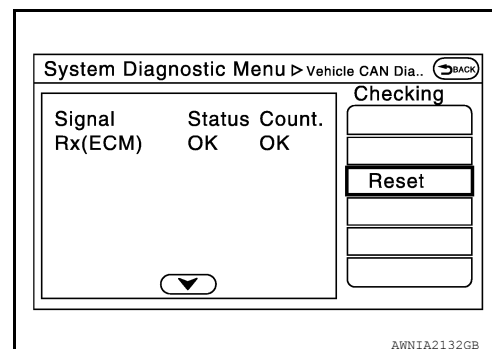 System Diagnostic Menu ▷ Vehicle CAN Dia.. BACK
Checking
Signal Status Count.
Rx(ECM) OK OK
Reset
AWNIA2132GB